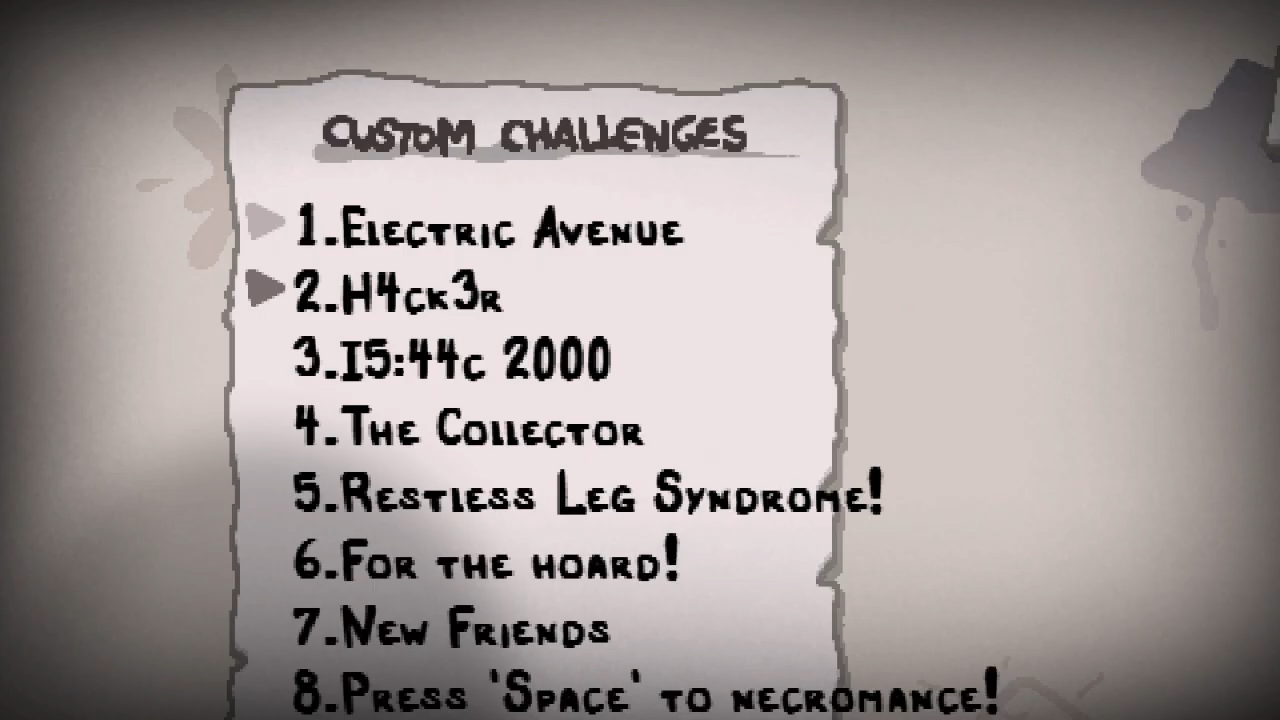 CUSTOM CHALLENGES
1.Electric Avenue
2.H4ck3r
3.I5:44c 2000
4.The Collector
5.Restless Leg Syndrome!
6.For the hoard!
7.New Friends
8.Press 'Space' to necromance!